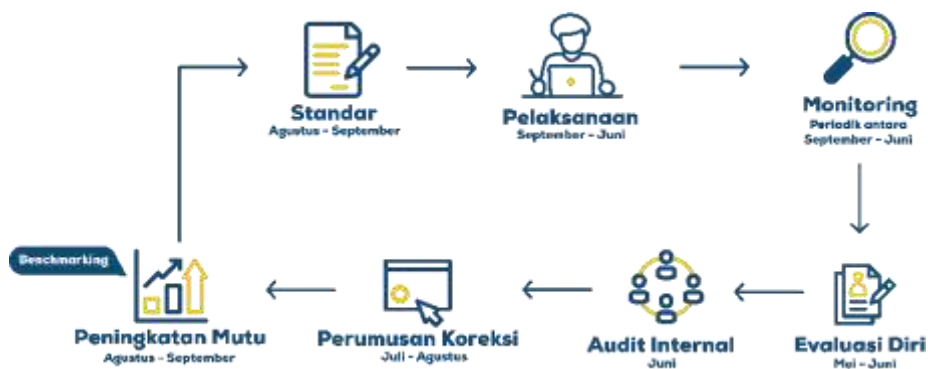 Standar
Agustus - September
Pelaksanaan
September - Juni
Monitoring
Periodik antara
September - Juni
Evaluasi Diri
Mei - Juni
Audit Internal
Juni
Perumusan Koreksi
Juli - Agustus
Benchmarking
Peningkatan Mutu
Agustus - September